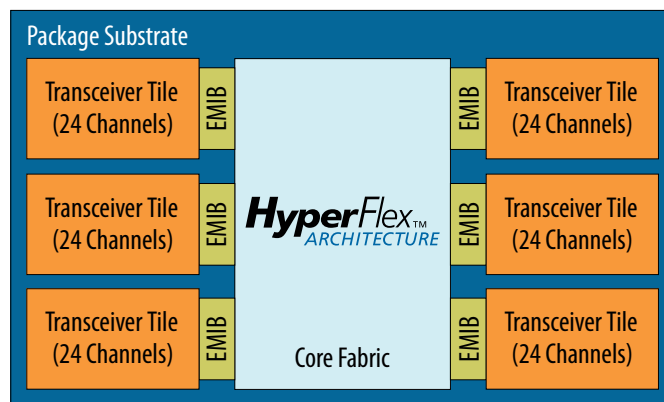 Package Substrate
Transceiver Tile
(24 Channels)
EMIB
EMIB
Transceiver Tile
(24 Channels)
Transceiver Tile
(24 Channels)
EMIB
HyperFlex™
ARCHITECTURE
EMIB
Transceiver Tile
(24 Channels)
Transceiver Tile
(24 Channels)
EMIB
Core Fabric
EMIB
Transceiver Tile
(24 Channels)